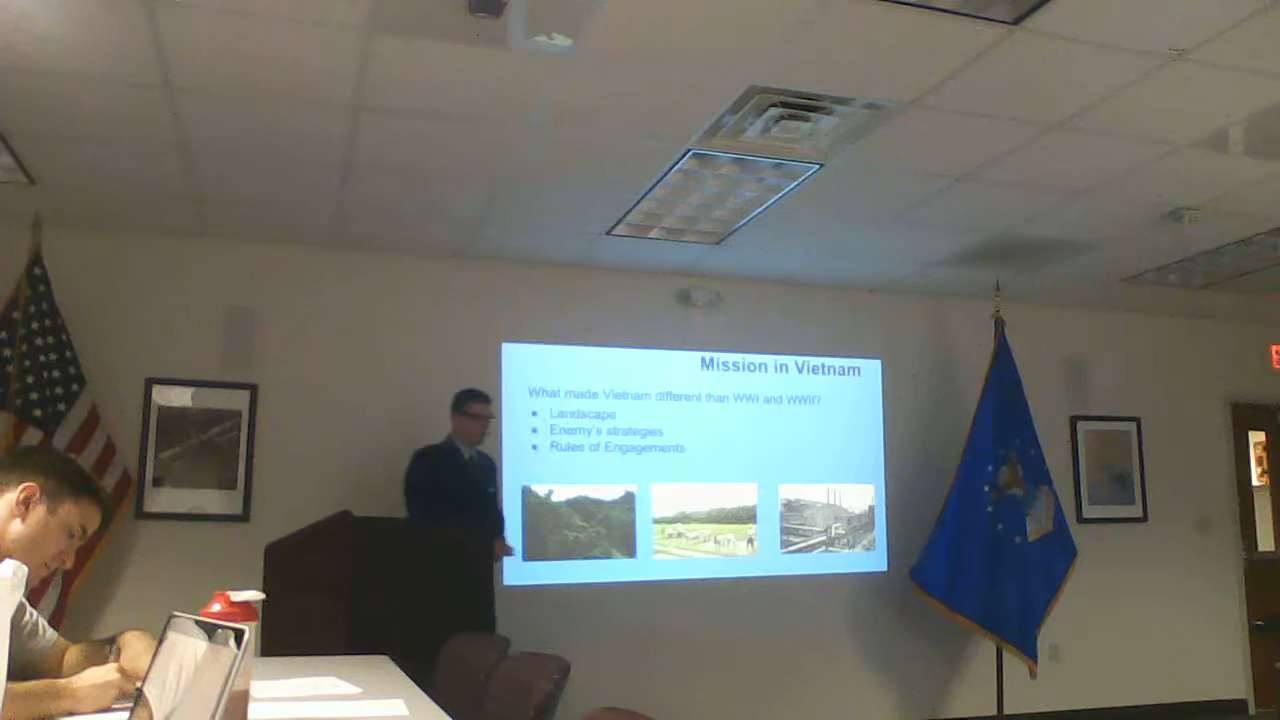 Mission in Vietnam
What made Vietnam different than WWI and WWII?
• Landscape
• Enemy's strategies
• Rules of Engagements